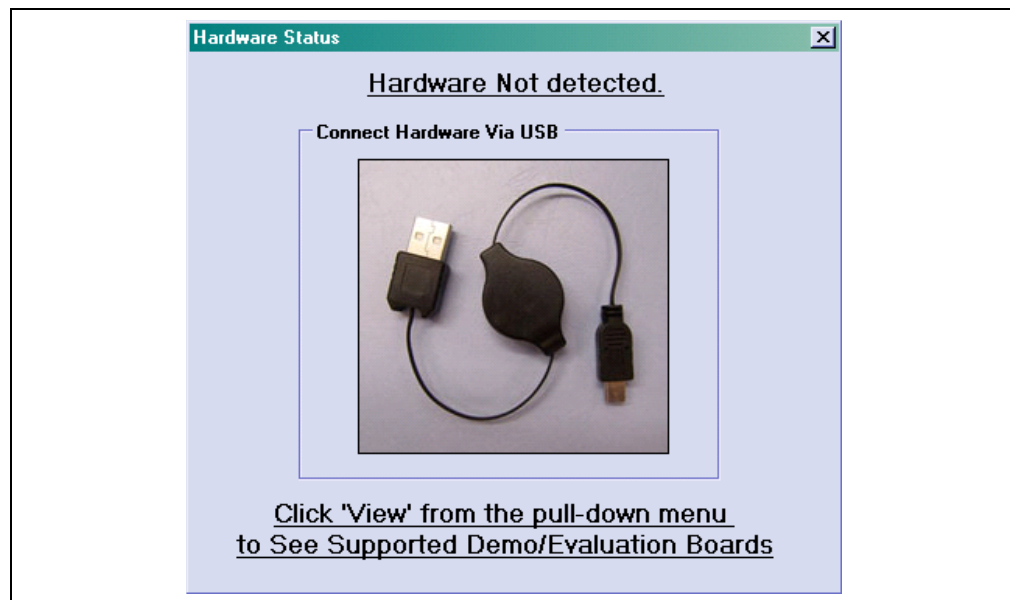 Hardware Status
Hardware Not detected.
Connect Hardware Via USB
Click 'View' from the pull-down menu
to See Supported Demo/Evaluation Boards